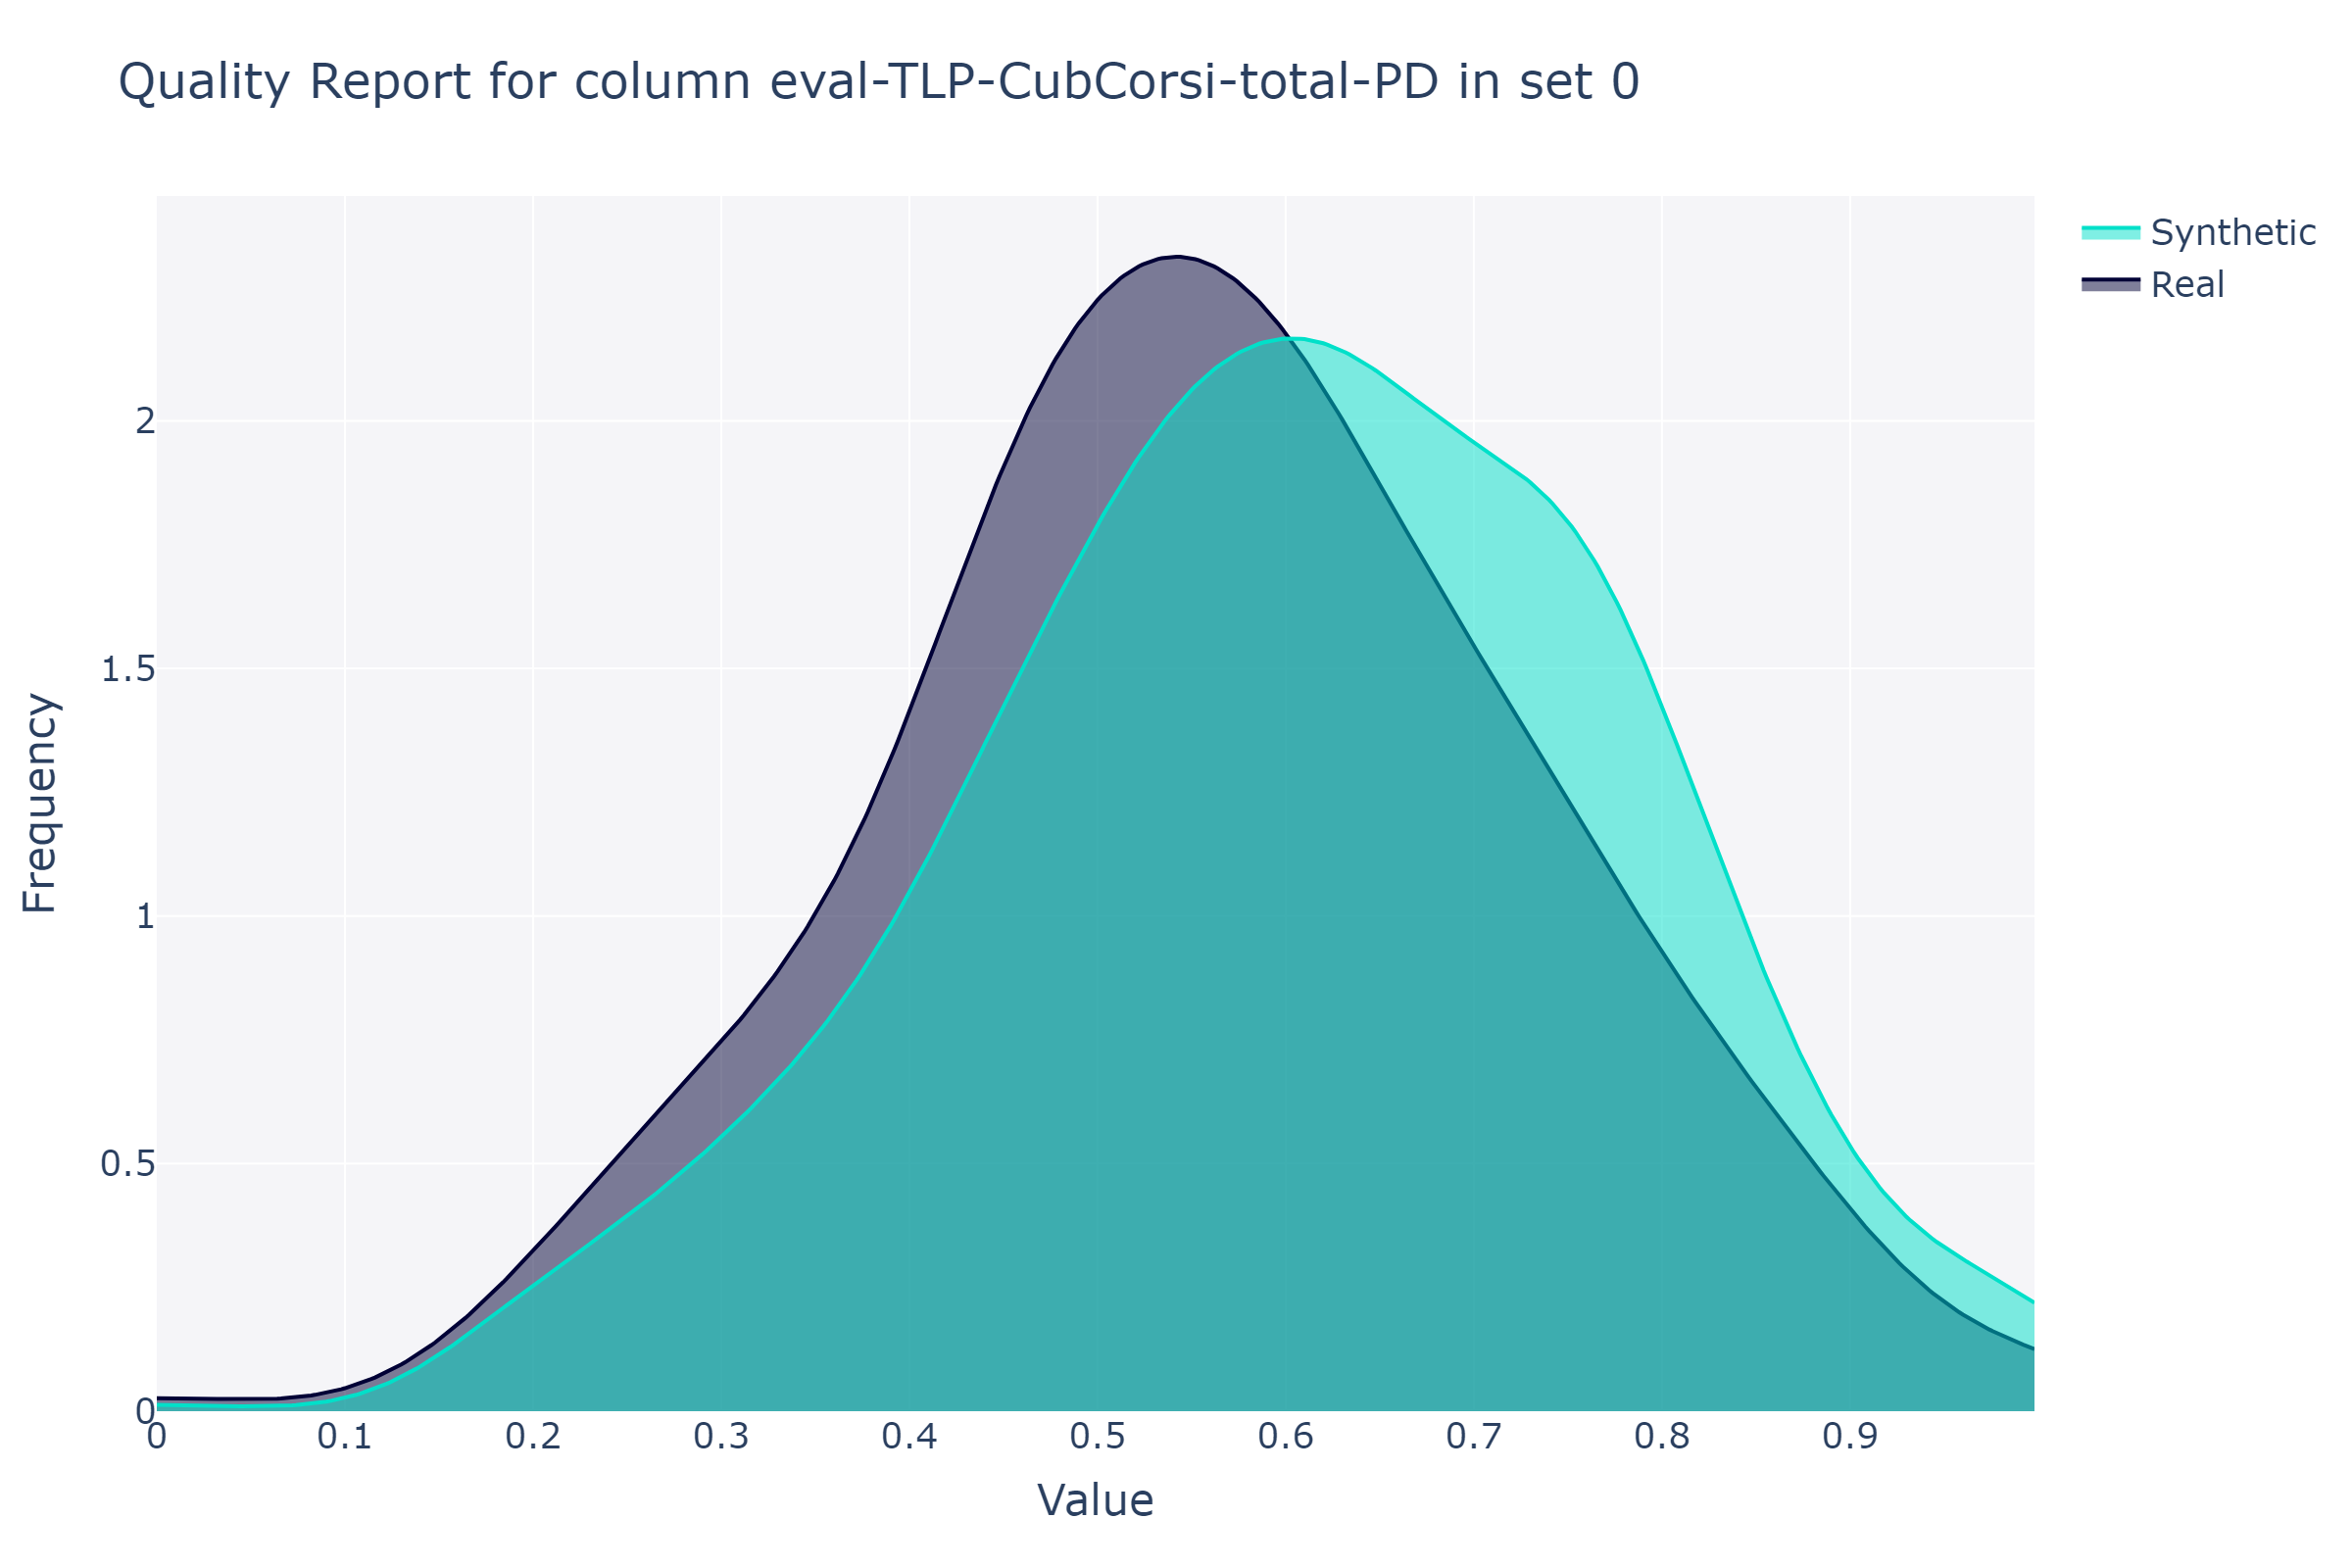 Quality Report for column eval-TLP-CubCorsi-total-PD in set 0
Synthetic
Real
Frequency
2
1.5
1
0.5
0
0 0.1 0.2 0.3 0.4 0.5 0.6 0.7 0.8 0.9
Value